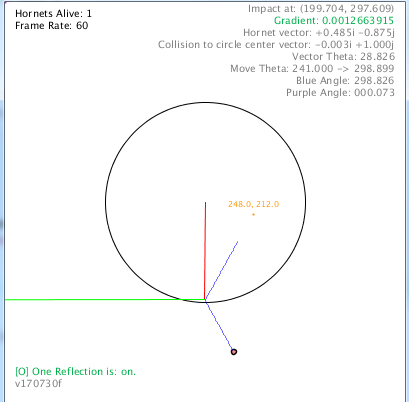 Hornets Alive: 1
Frame Rate: 60
Impact at: (199.704, 297.609)
Gradient: 0.0012663915
Hornet vector: +0.485i -0.875j
Collision to circle center vector: -0.003i +1.000j
Vector Theta: 28.826
Move Theta: 241.000 -> 298.899
Blue Angle: 298.826
Purple Angle: 000.073
248.0, 212.0
[O] One Reflection is: on.
v170730f